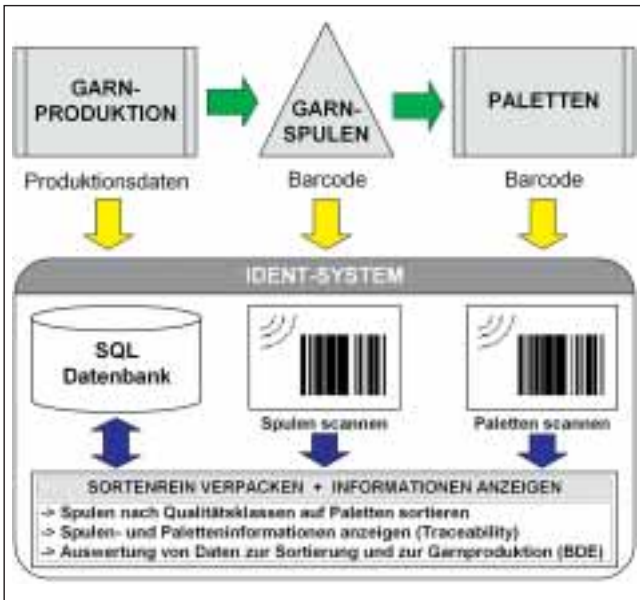 GARN-
PRODUKTION
GARN-
SPULEN
PALETTEN
Produktionsdaten
Barcode
Barcode
IDENT-SYSTEM
SQL
Datenbank
Spulen scannen
Paletten scannen
SORTENREIN VERPACKEN + INFORMATIONEN ANZEIGEN
-> Spulen nach Qualitätsklassen auf Paletten sortieren
-> Spulen- und Paletteninformationen anzeigen (Traceability)
-> Auswertung von Daten zur Sortierung und zur Garnproduktion (BDE)